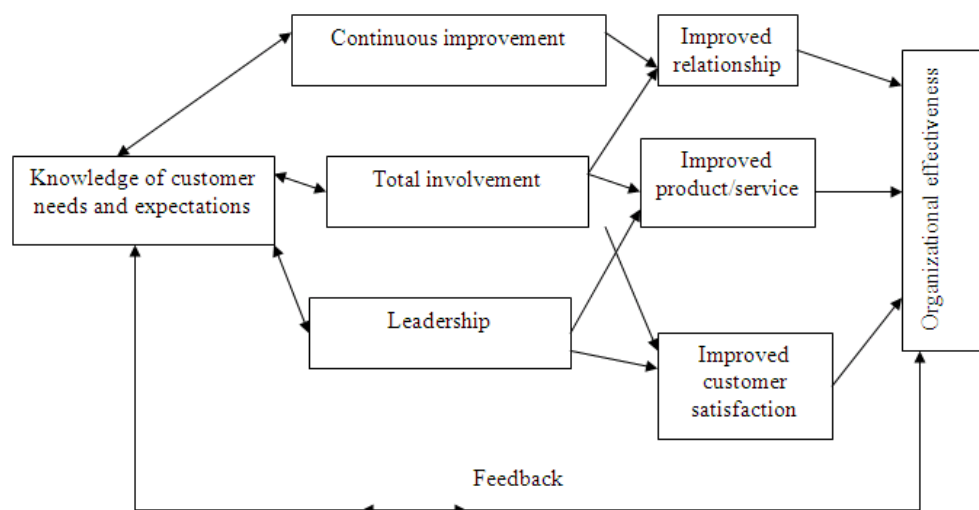 Continuous improvement
Improved
relationship
Knowledge of customer
needs and expectations
Total involvement
Improved
product/service
Leadership
Improved
customer
satisfaction
Organizational effectiveness
Feedback